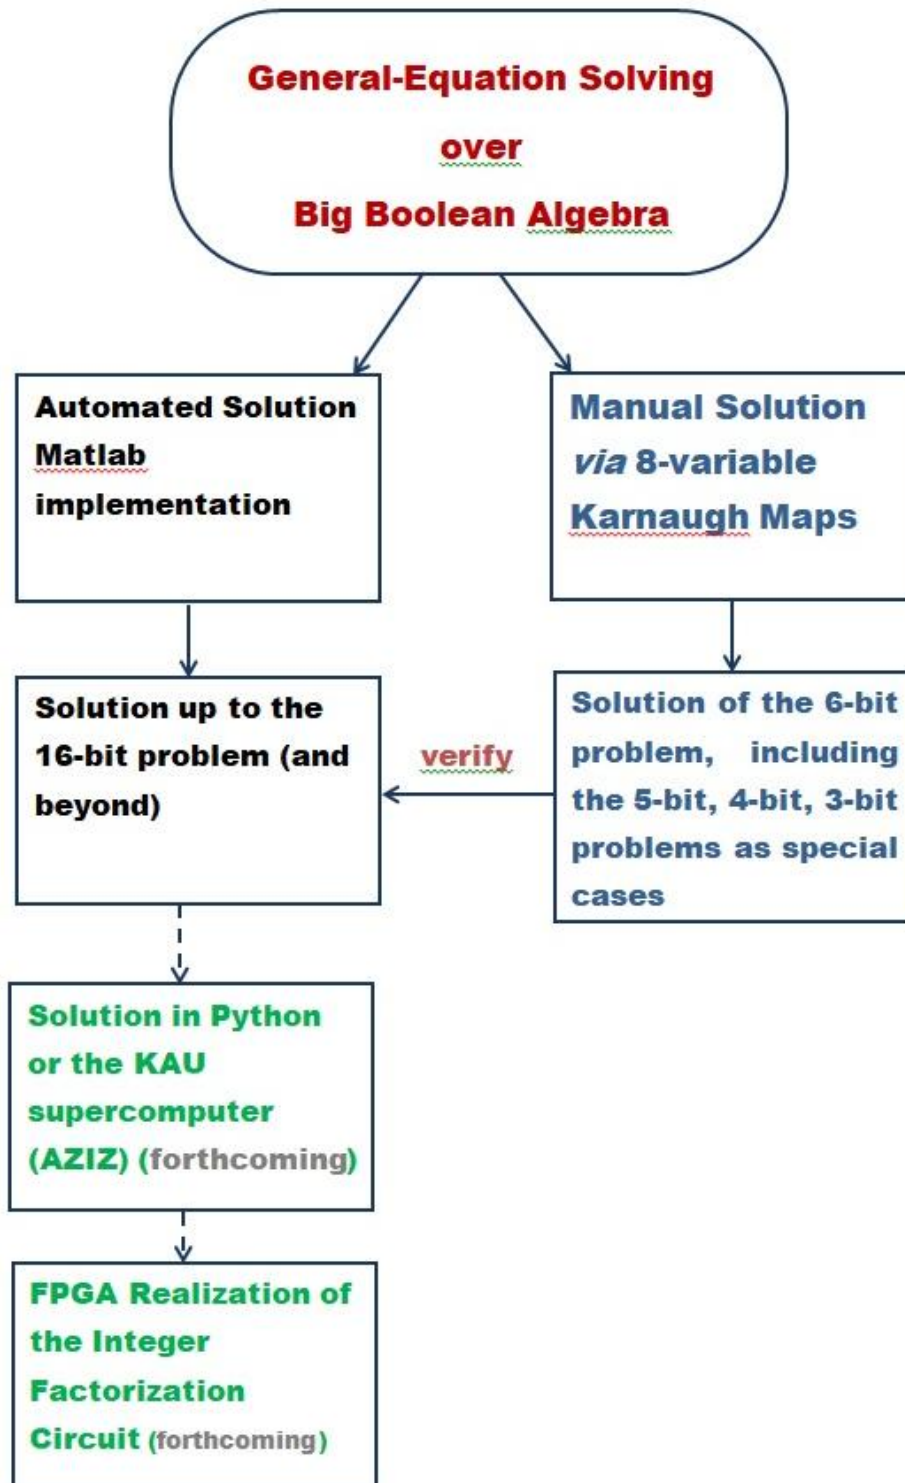 General-Equation Solving
over
Big Boolean Algebra
Automated Solution
Matlab
implementation
Manual Solution
via 8-variable
Karnaugh Maps
Solution up to the
16-bit problem (and
beyond)
verify
Solution of the 6-bit
problem, including
the 5-bit, 4-bit, 3-bit
problems as special
cases
Solution in Python
or the KAU
supercomputer
(AZIZ) (forthcoming)
FPGA Realization of
the Integer
Factorization
Circuit (forthcoming)